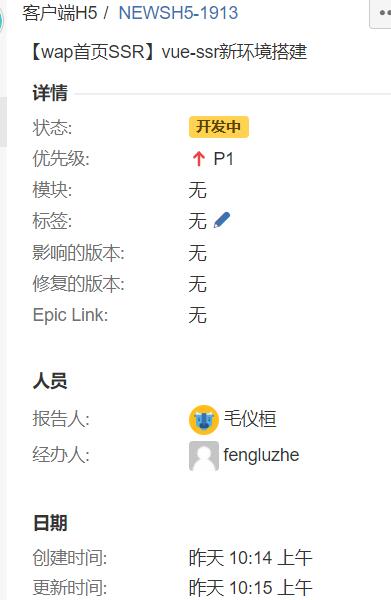 客户端H5 / NEWSH5-1913
【wap首页SSR】vue-ssr新环境搭建
详情
状态: 开发中
优先级: P1
模块: 无
标签: 无
影响的版本: 无
修复的版本: 无
Epic Link: 无
人员
报告人: 毛仪桓
经办人: fengluzhe
日期
创建时间: 昨天 10:14 上午
更新时间: 昨天 10:15 上午